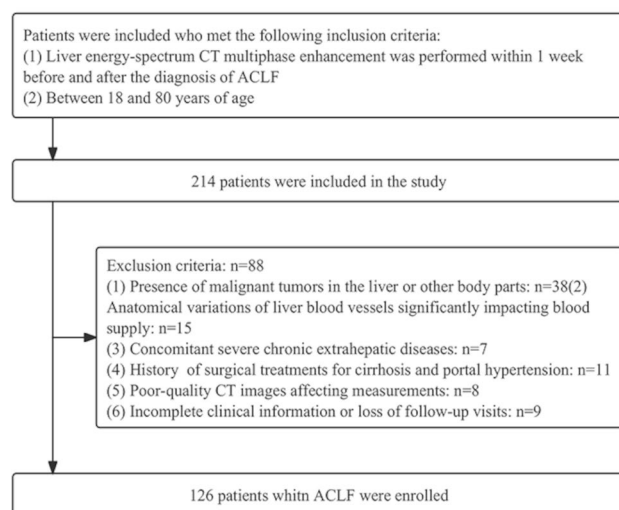 Patients were included who met the following inclusion criteria:
(1) Liver energy-spectrum CT multiphase enhancement was performed within 1 week
before and after the diagnosis of ACLF
(2) Between 18 and 80 years of age
214 patients were included in the study
Exclusion criteria: n=88
(1) Presence of malignant tumors in the liver or other body parts: n=38(2)
Anatomical variations of liver blood vessels significantly impacting blood
supply: n=15
(3) Concomitant severe chronic extrahepatic diseases: n=7
(4) History of surgical treatments for cirrhosis and portal hypertension: n=11
(5) Poor-quality CT images affecting measurements: n=8
(6) Incomplete clinical information or loss of follow-up visits: n=9
126 patients whitn ACLF were enrolled